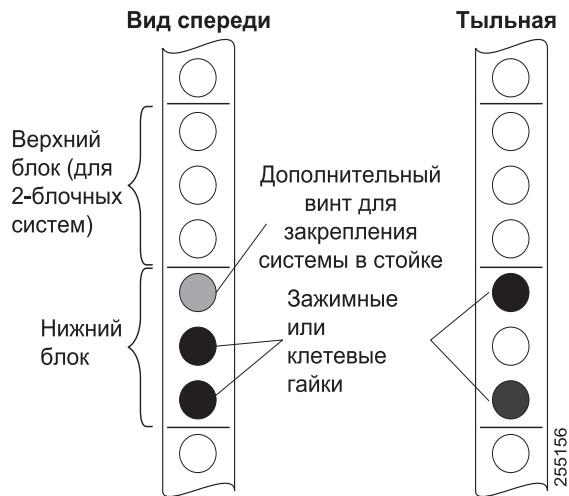 Вид спереди
Тыльная
Верхний
блок (для
2-блочных
систем)
Дополнительный
винт для
закрепления
системы в стойке
Нижний
блок
Зажимные
или
клетевые
гайки
255156